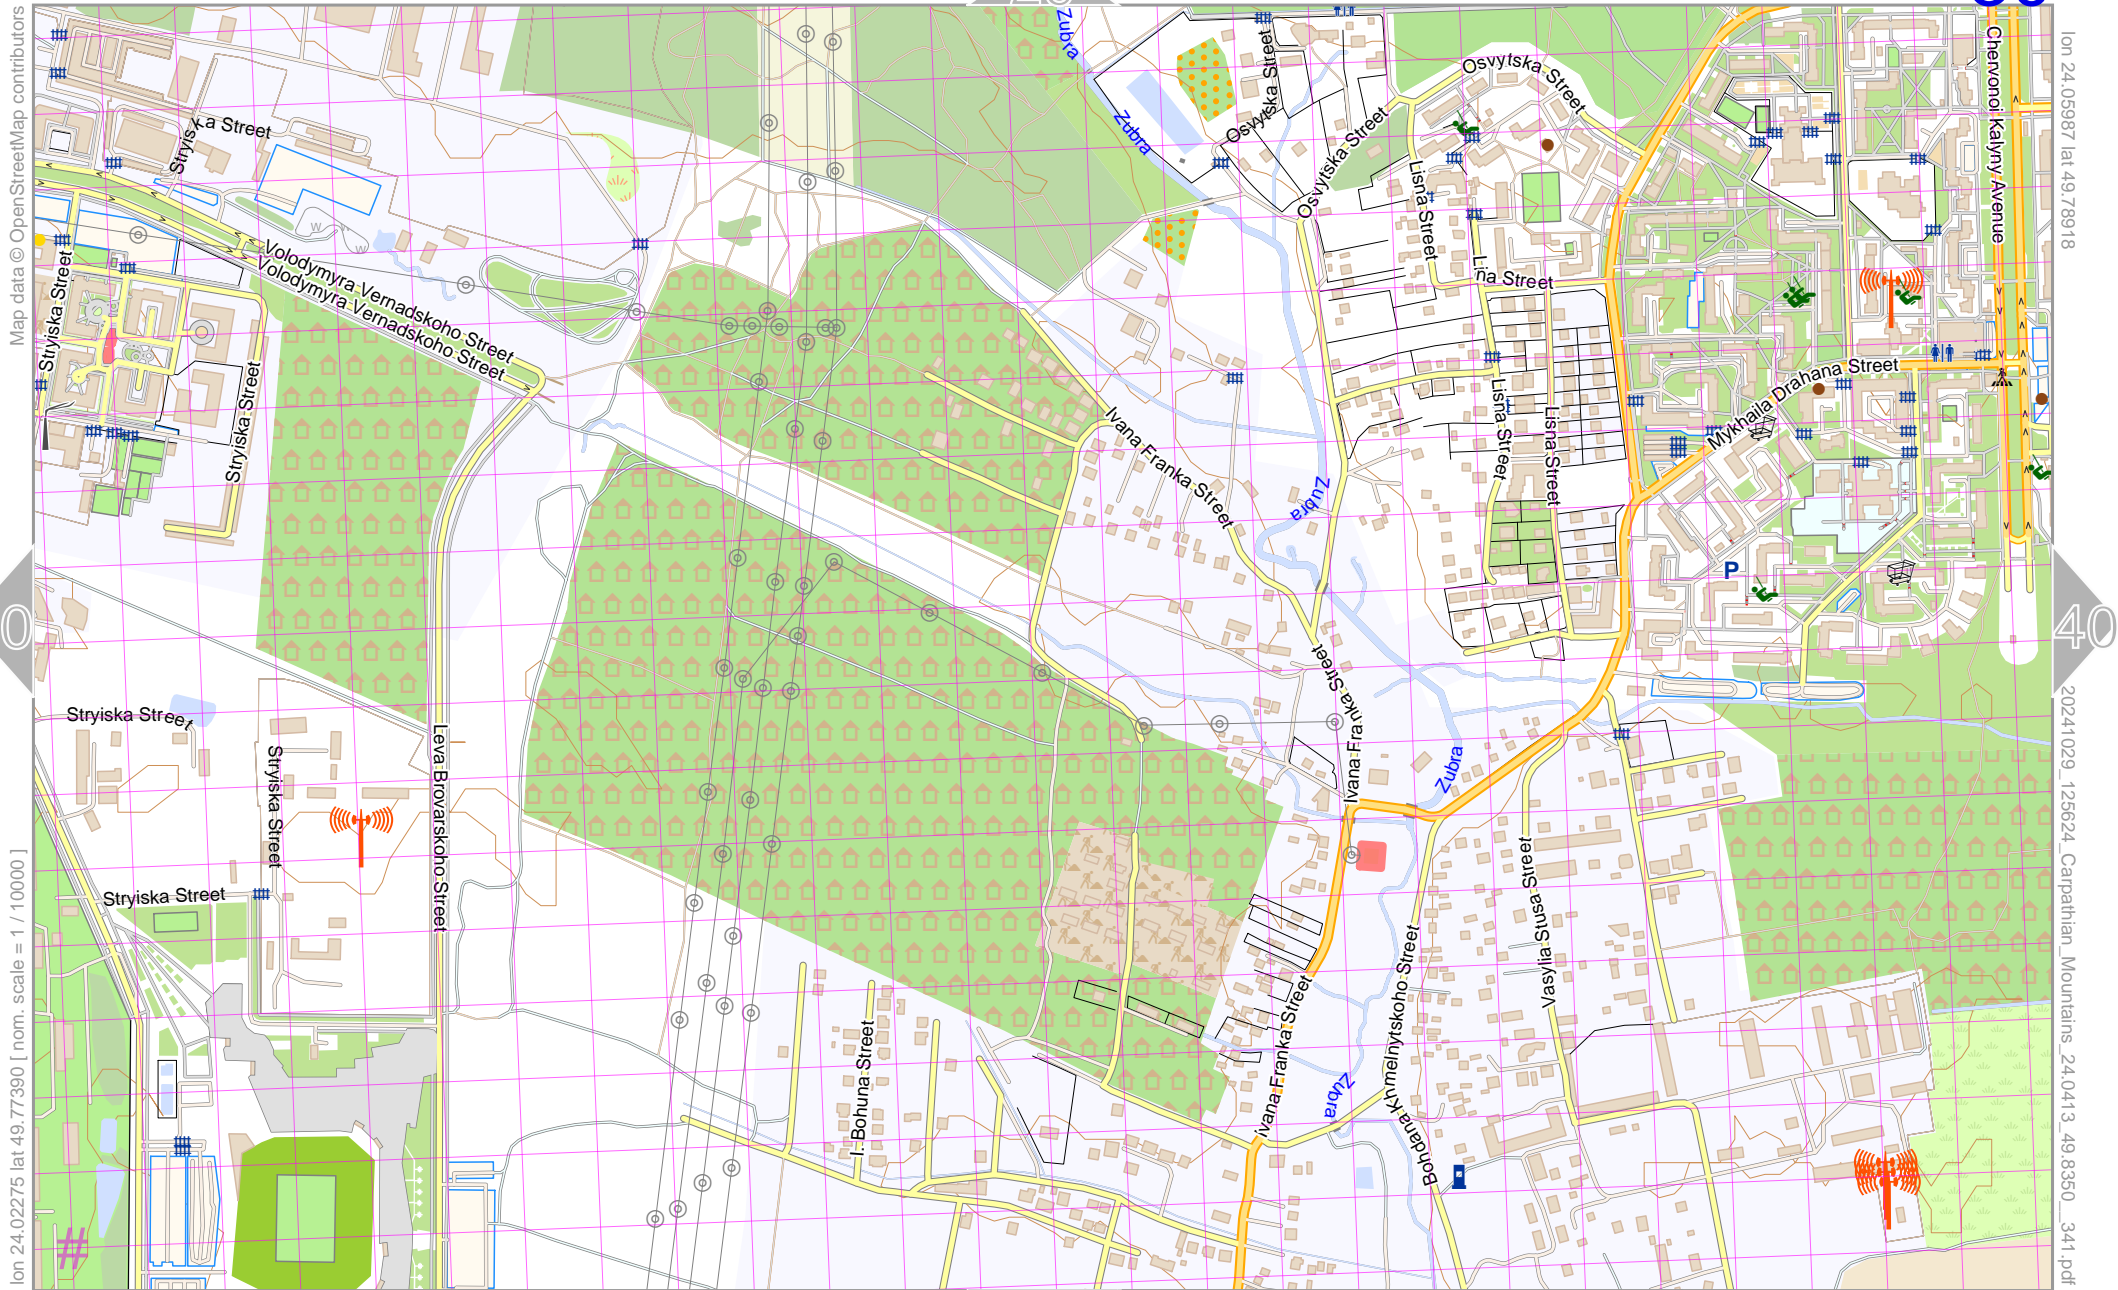 Map data © OpenStreetMap contributors
lon 24.02275 lat 49.77390 [ nom. scale = 1 / 10000 ]
lon 24.05987 lat 49.78918
20241029_125624_Carpathian_Mountains_24.0413_49.8350__341.pdf
40
0
Zubra
Zubra
Osvytska Street
Osvytska Street
Osvytska Street
Chervonoi Kalyny Avenue
Stryiska Street
Lisna Street
Lisna Street
Lisna Street
Lina Street
Volodymyra Vernadskoho Street
Volodymyra Vernadskoho Street
Stryiska Street
Stryiska Street
Mykhaila Drahana Street
Ivana Franka Street
Zubra
P
Ivana Franka Street
Stryiska Street
Stryiska Street
Leva Brovarskoho Street
Zubra
Stryiska Street
Vasylia Stusa Street
Bohdana Khmelnytskoho Street
Ivana Franka Street
I. Bohuna Street
Zubra
#